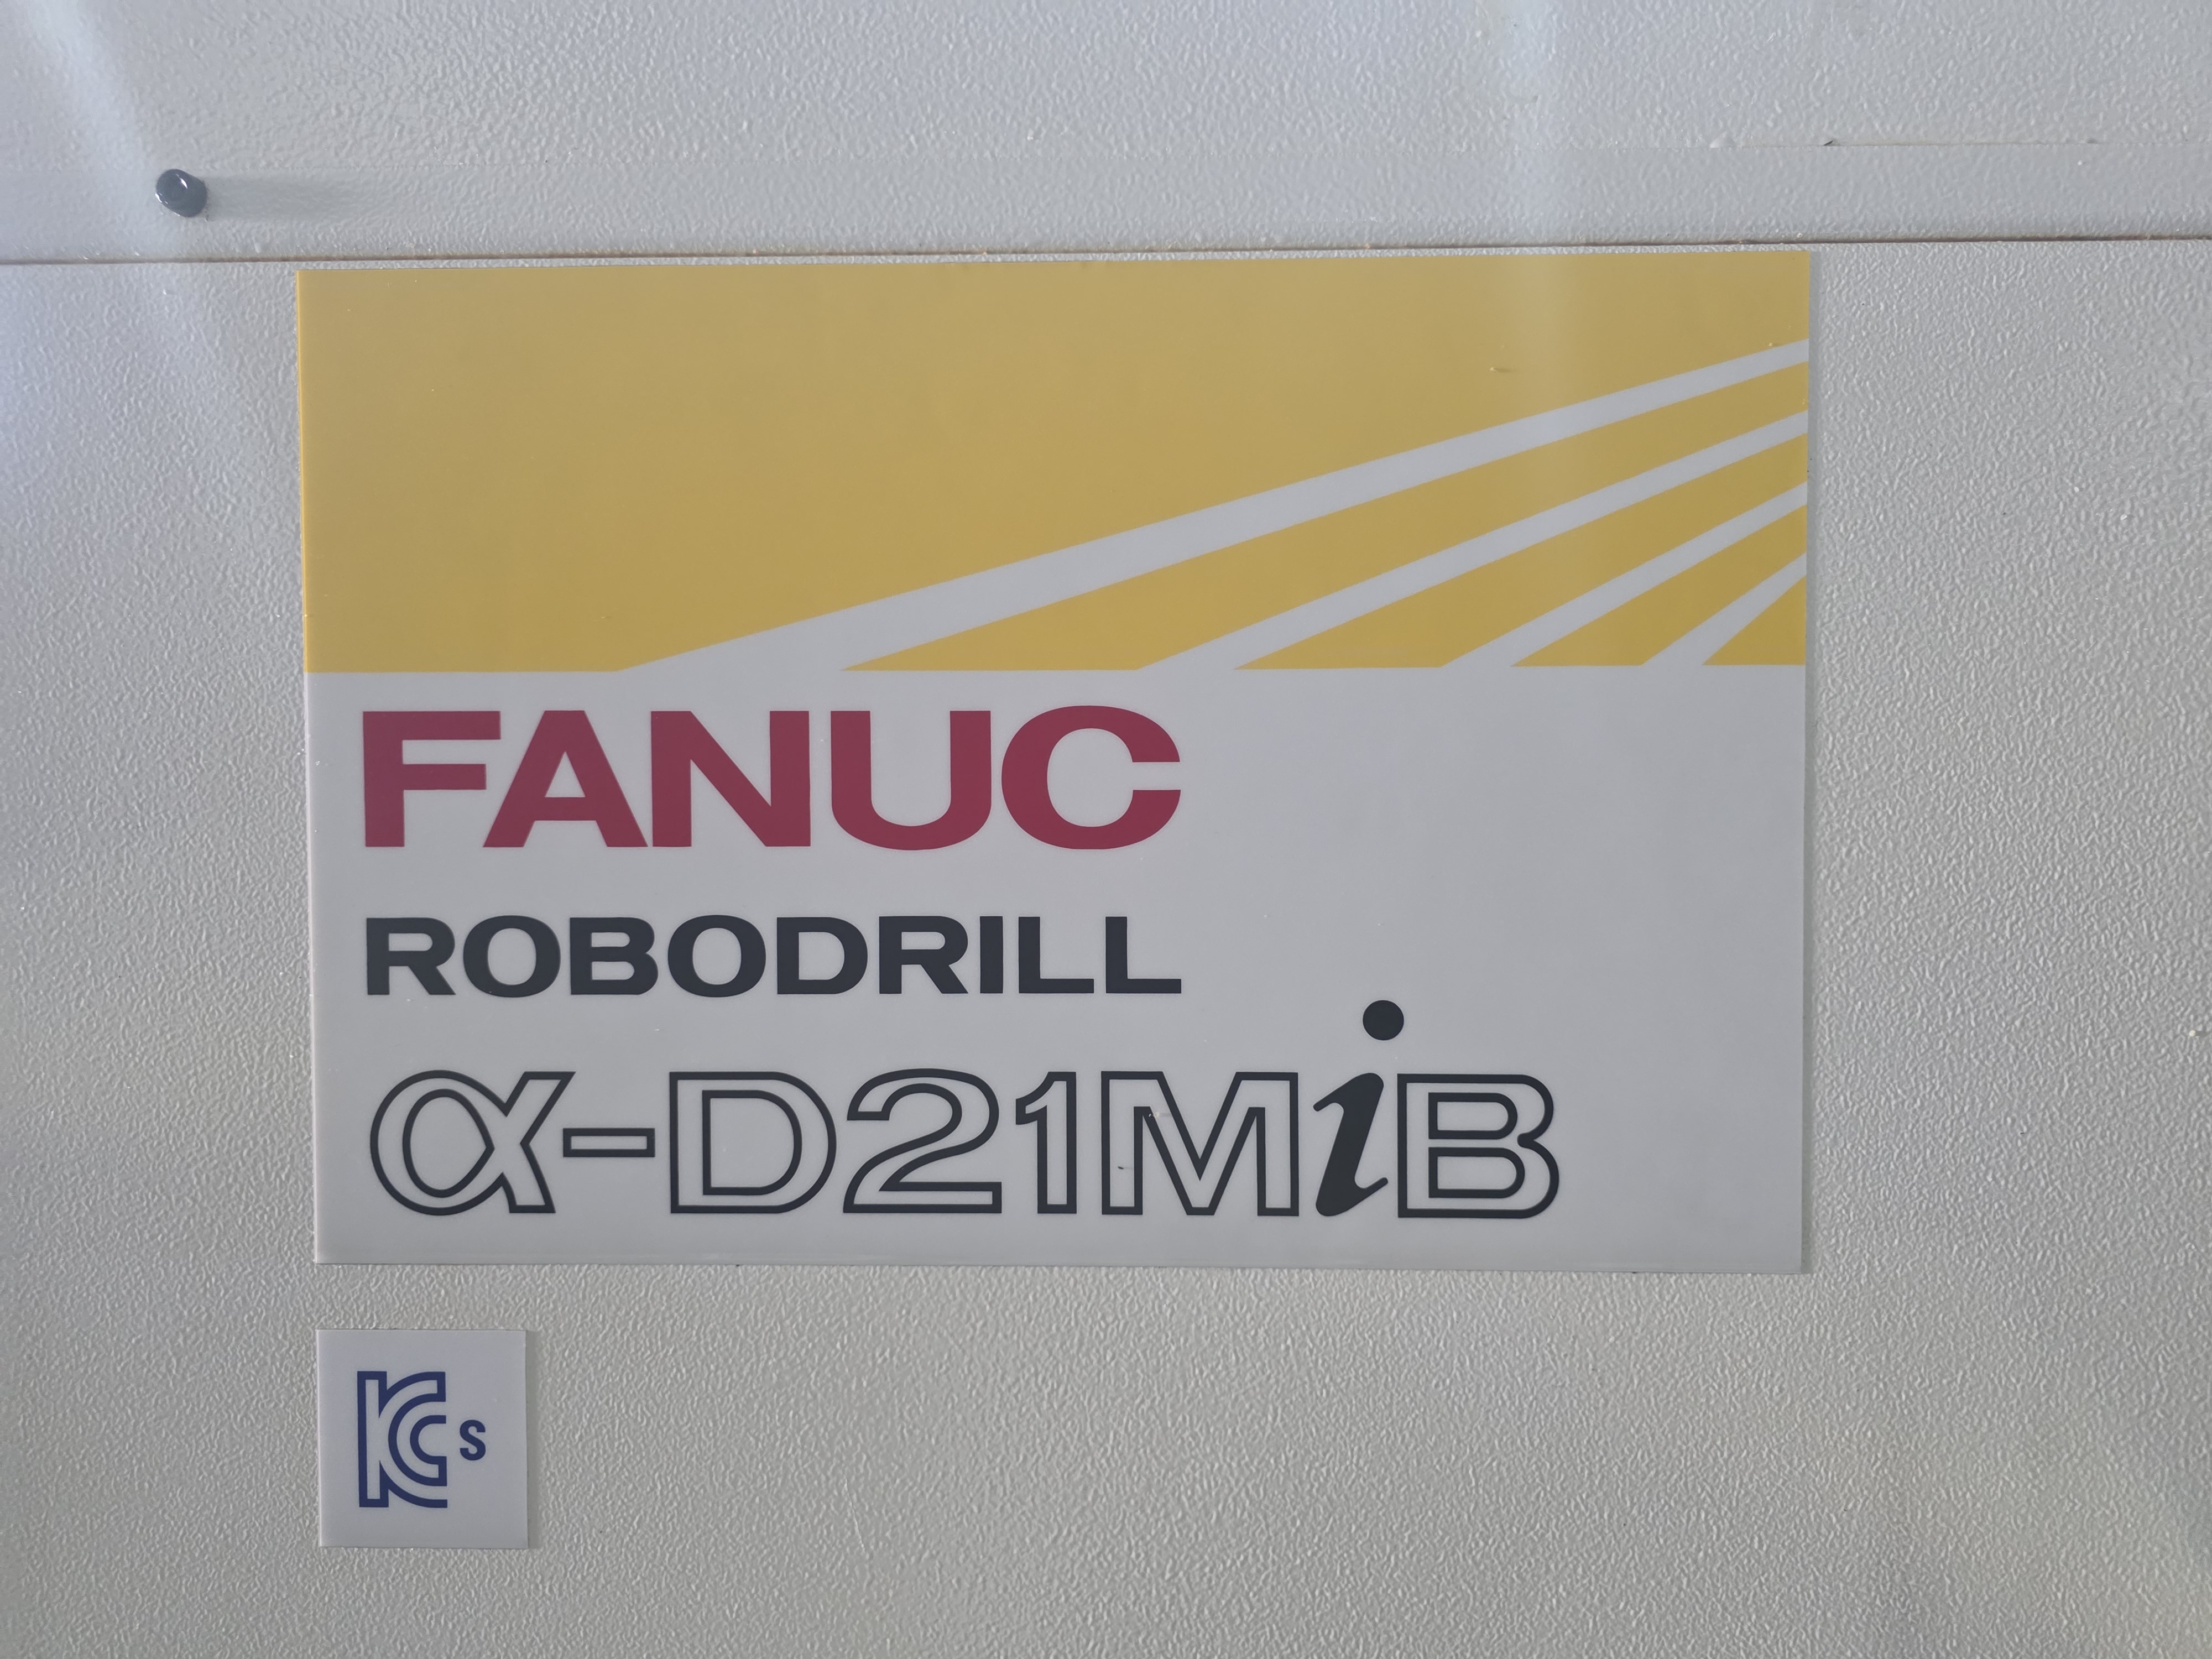 FANUC
ROBODRILL
α-D21MiB
KCs